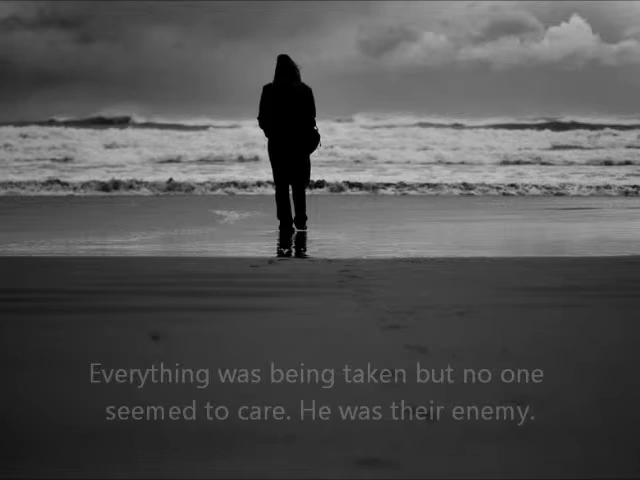 Everything was being taken but no one
seemed to care. He was their enemy.